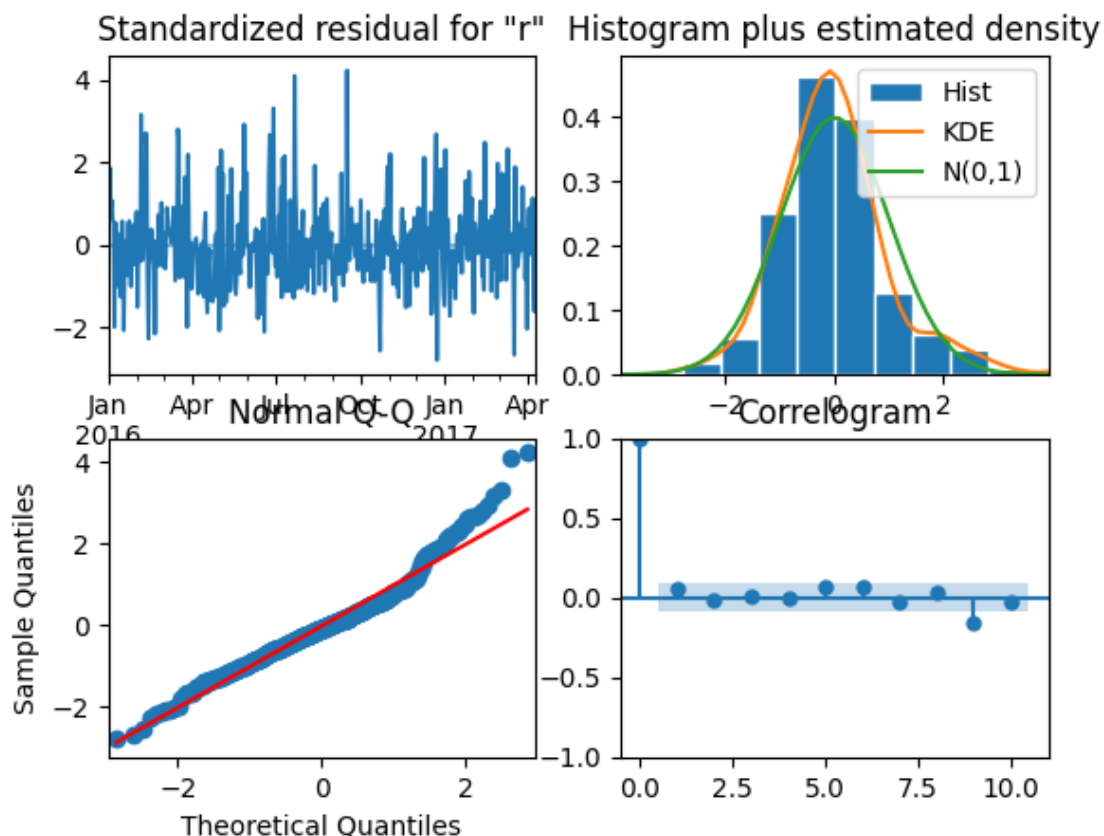 Standardized residual for "r"
4
2
0
−2
Jan Apr Jul Oct Jan Apr
2016 2017
Histogram plus estimated density
0.4
0.3
0.2
0.1
0.0
−2 0 2
Hist
KDE
N(0,1)
Normal Q-Q
Sample Quantiles
4
2
0
−2
−2 0 2
Theoretical Quantiles
Correlogram
1.0
0.5
0.0
−0.5
−1.0
0.0 2.5 5.0 7.5 10.0